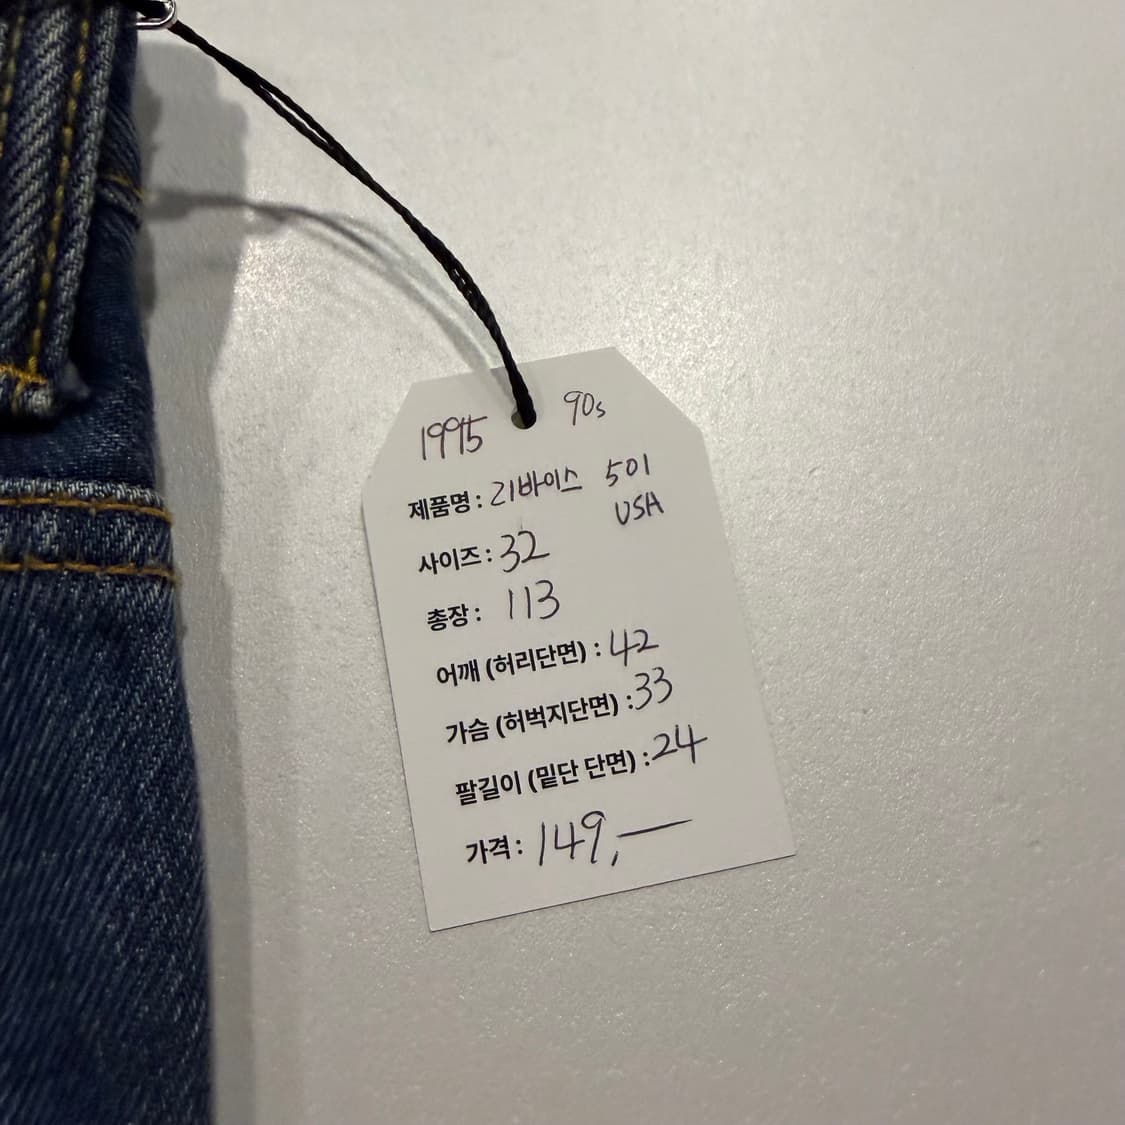 1995 90s
제품명 : 리바이스 501
USA
사이즈 : 32
총장 : 113
어깨 (허리단면) : 42
가슴 (허벅지단면) : 33
팔길이 (밑단 단면) : 24
가격 : 149,—